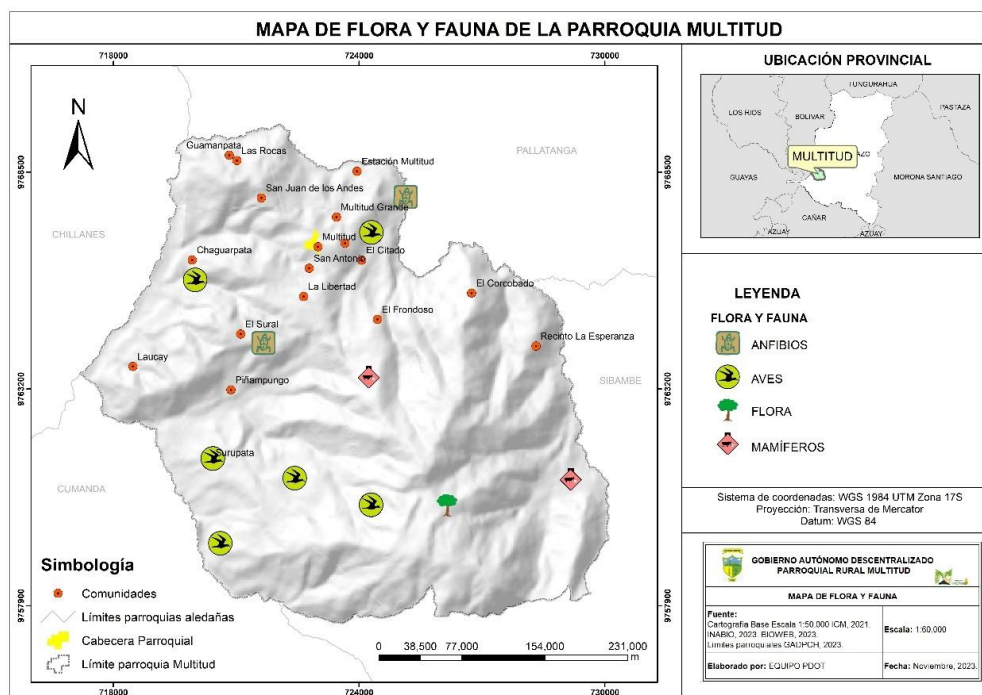 MAPA DE FLORA Y FAUNA DE LA PARROQUIA MULTITUD
718000 724000 730000
N
9768500
9763200
9757900
Guamanpata
Las Rocas
Estación Multitud
PALLATANGA
San Juan de los Andes
Multitud Grande
CHILLANES
Multitud
El Citado
Chaguarpata
San Antonio
La Libertad
El Corcobado
El Frondoso
El Sural
Recinto La Esperanza
Laucay
Piñampungo
SIBAMBE
Surupata
CUMANDA
Simbología
Comunidades
Límites parroquias aledañas
Cabecera Parroquial
Límite parroquia Multitud
0 38,500 77,000 154,000 231,000
m
718000 724000 730000
9768500
9763200
9757900
UBICACIÓN PROVINCIAL
TUNGURAHUA
LOS RIOS
BOLIVAR
PASTAZA
MULTITUD
AZO
GUAYAS
MORONA SANTIAGO
CAÑAR
AZUAY
AZUAY
LEYENDA
FLORA Y FAUNA
ANFIBIOS
AVES
FLORA
MAMÍFEROS
Sistema de coordenadas: WGS 1984 UTM Zona 17S
Proyección: Transversa de Mercator
Datum: WGS 84
GOBIERNO AUTÓNOMO DESCENTRALIZADO
PARROQUIAL RURAL MULTITUD
MAPA DE FLORA Y FAUNA
Fuente:
Cartografía Base Escala 1:50.000 ICM, 2021.
INABIO, 2023. BIOWEB, 2023.
Límites parroquiales GADPCH, 2023.
Escala: 1:60.000
Elaborado por: EQUIPO PDOT
Fecha: Noviembre, 2023.